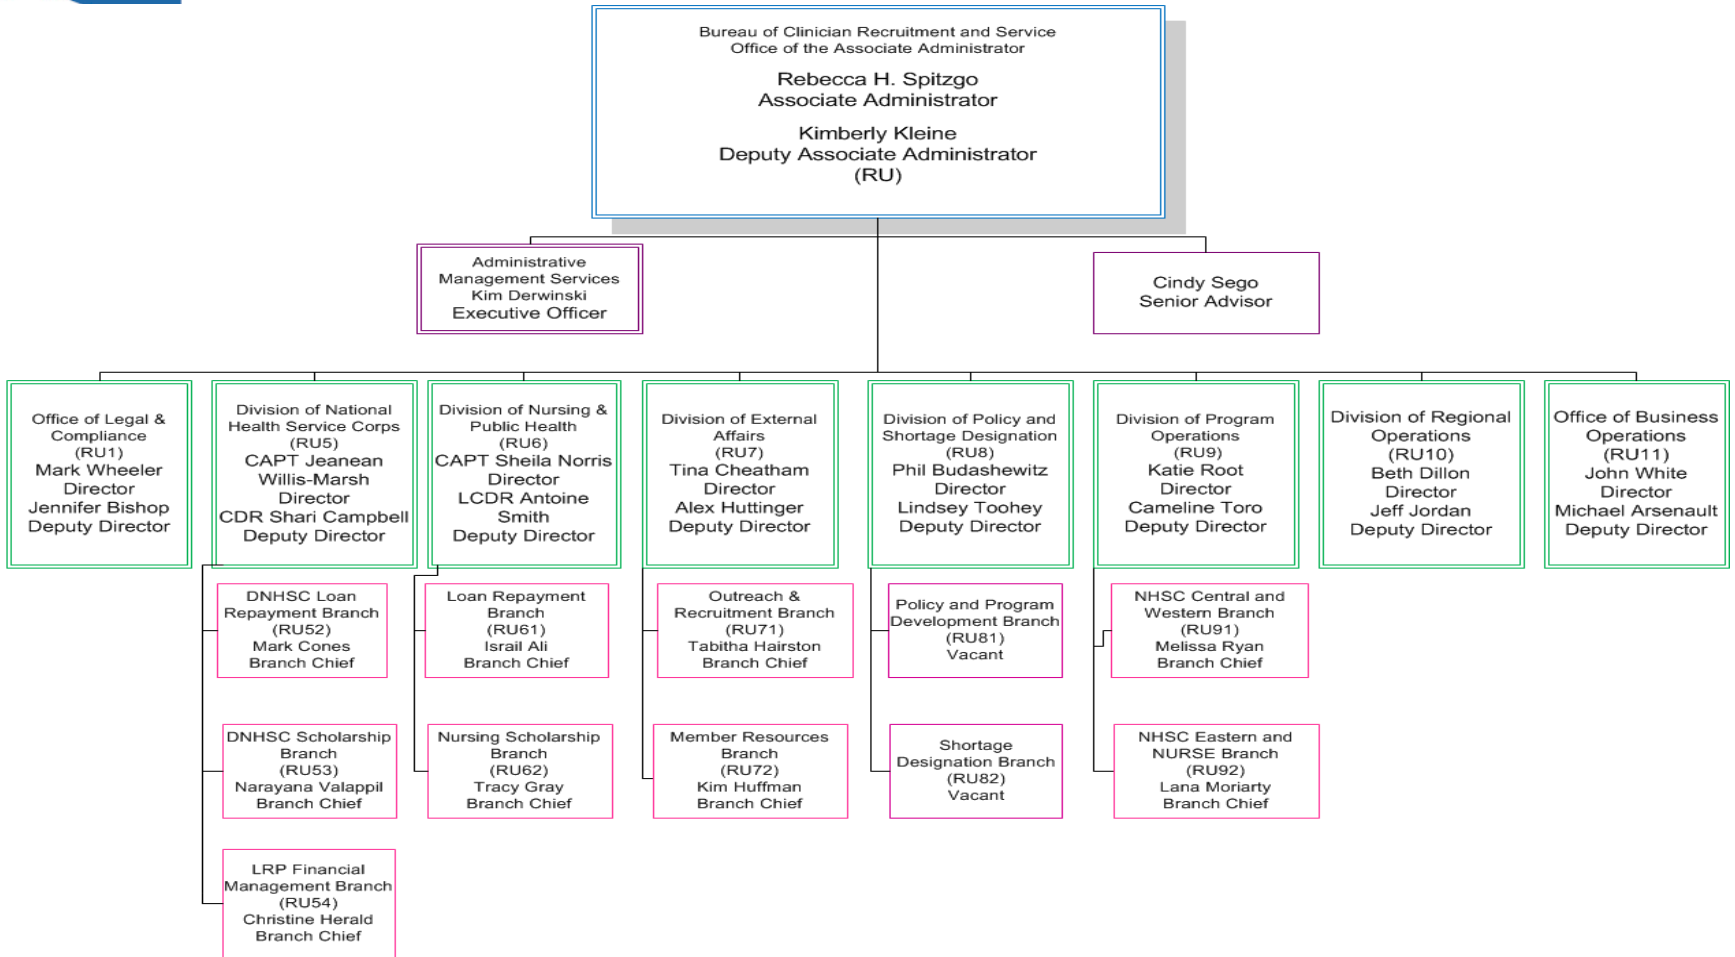 Bureau of Clinician Recruitment and Service
Office of the Associate Administrator
Rebecca H. Spitzgo
Associate Administrator
Kimberly Kleine
Deputy Associate Administrator
(RU)
Administrative
Management Services
Kim Derwinski
Executive Officer
Cindy Sego
Senior Advisor
Office of Legal &
Compliance
(RU1)
Mark Wheeler
Director
Jennifer Bishop
Deputy Director
Division of National
Health Service Corps
(RU5)
CAPT Jeanean
Willis-Marsh
Director
CDR Shari Campbell
Deputy Director
Division of Nursing &
Public Health
(RU6)
CAPT Sheila Norris
Director
LCDR Antoine
Smith
Deputy Director
Division of External
Affairs
(RU7)
Tina Cheatham
Director
Alex Huttinger
Deputy Director
Division of Policy and
Shortage Designation
(RU8)
Phil Budashewitz
Director
Lindsey Toohey
Deputy Director
Division of Program
Operations
(RU9)
Katie Root
Director
Cameline Toro
Deputy Director
Division of Regional
Operations
(RU10)
Beth Dillon
Director
Jeff Jordan
Deputy Director
Office of Business
Operations
(RU11)
John White
Director
Michael Arsenault
Deputy Director
DNHSC Loan
Repayment Branch
(RU52)
Mark Cones
Branch Chief
Loan Repayment
Branch
(RU61)
Israil Ali
Branch Chief
Outreach &
Recruitment Branch
(RU71)
Tabitha Hairston
Branch Chief
Policy and Program
Development Branch
(RU81)
Vacant
NHSC Central and
Western Branch
(RU91)
Melissa Ryan
Branch Chief
DNHSC Scholarship
Branch
(RU53)
Narayana Valappil
Branch Chief
Nursing Scholarship
Branch
(RU62)
Tracy Gray
Branch Chief
Member Resources
Branch
(RU72)
Kim Huffman
Branch Chief
Shortage
Designation Branch
(RU82)
Vacant
NHSC Eastern and
NURSE Branch
(RU92)
Lana Moriarty
Branch Chief
LRP Financial
Management Branch
(RU54)
Christine Herald
Branch Chief